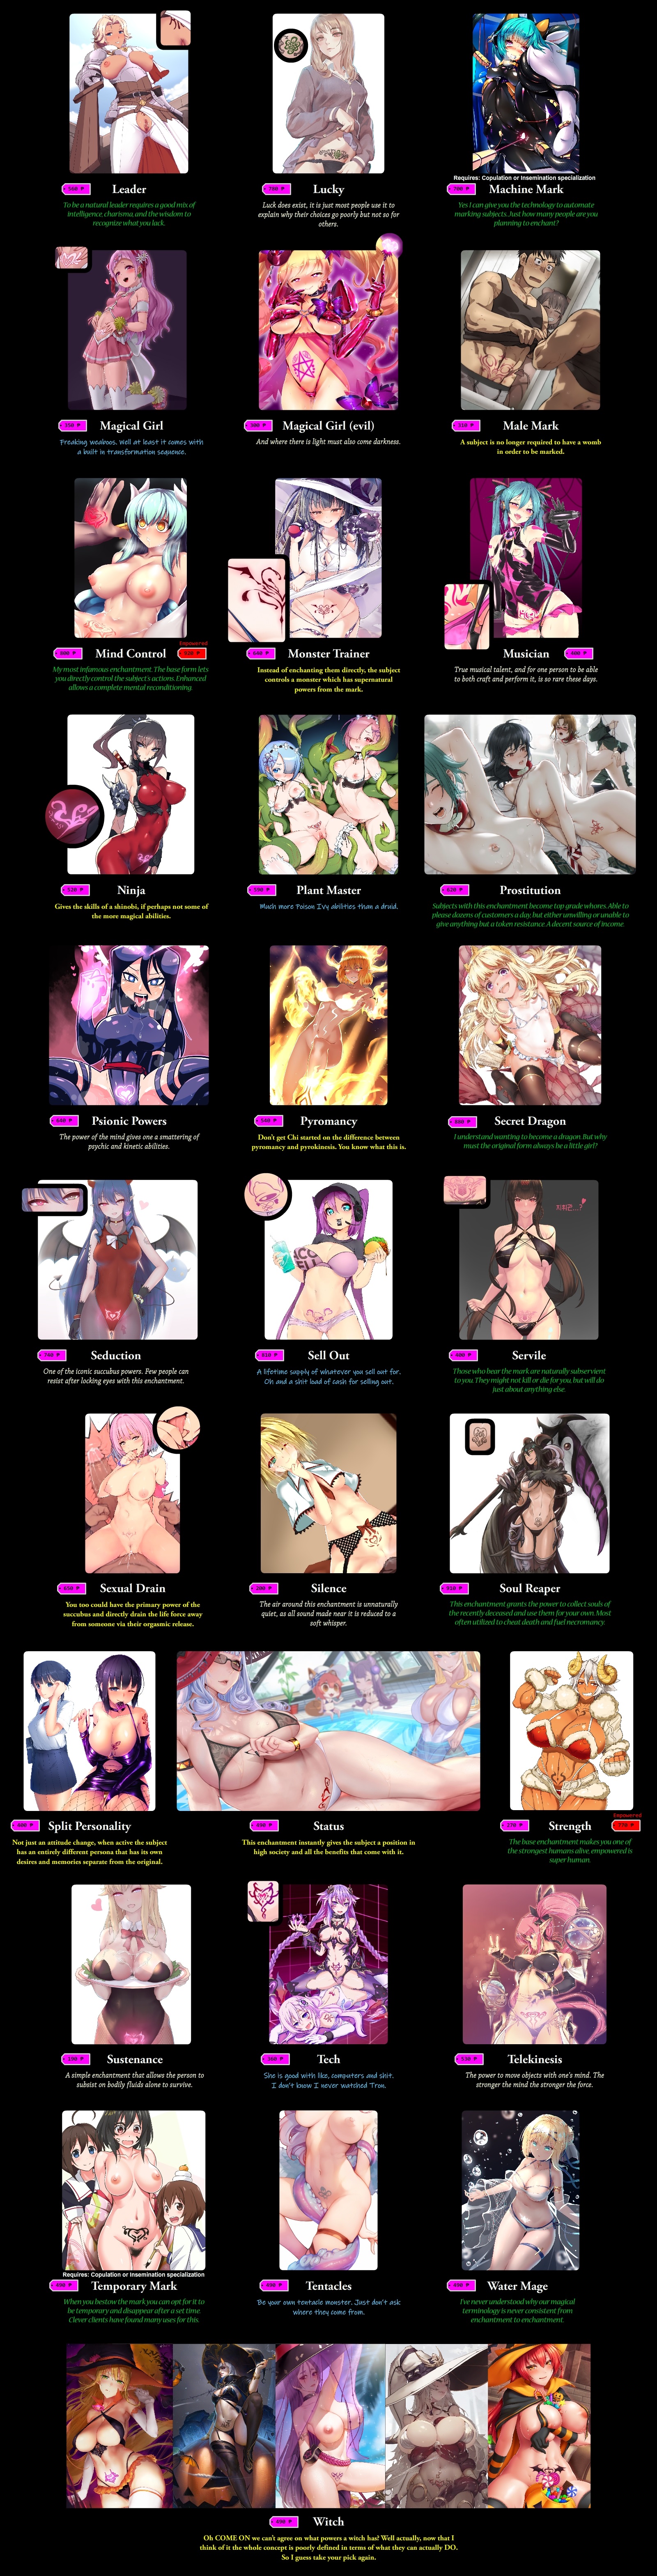 Leader
To be a natural leader requires a good mix of
intelligence, charisma, and the wisdom to
recognize what you lack.
Lucky
Luck does exist, it is just most people use it to
explain why their choices go poorly but not so for
others.
Requires: Copulation or Insemination specialization
Machine Mark
Yes I can give you the technology to automate
marking subjects. Just how many people are you
planning to enchant?
Magical Girl
Freaking weaboos. Well at least it comes with
a built in transformation sequence.
Magical Girl (evil)
And where there is light must also come darkness.
Male Mark
A subject is no longer required to have a womb
in order to be marked.
Empowered
Mind Control
My most infamous enchantment. The base form lets
you directly control the subject's actions. Enhanced
allows a complete mental reconditioning.
Monster Trainer
Instead of enchanting them directly, the subject
controls a monster which has supernatural
powers from the mark.
Musician
True musical talent, and for one person to be able
to both craft and perform it, is so rare these days.
Ninja
Gives the skills of a shinobi, if perhaps not some of
the more magical abilities.
Plant Master
Much more Poison Ivy abilities than a druid.
Prostitution
Subjects with this enchantment become top grade whores. Able to
please dozens of customers a day, but either unwilling or unable to
give anything but a token resistance. A decent source of income.
Psionic Powers
The power of the mind gives one a smattering of
psychic and kinetic abilities.
Pyromancy
Don't get Chi started on the difference between
pyromancy and pyrokinesis. You know what this is.
Secret Dragon
I understand wanting to become a dragon. But why
must the original form always be a little girl?
Seduction
One of the iconic succubus powers. Few people can
resist after locking eyes with this enchantment.
Sell Out
A lifetime supply of whatever you sell out for.
Oh and a shit load of cash for selling out.
Servile
Those who bear the mark are naturally subservient
to you. They might not kill or die for you, but will do
just about anything else.
Sexual Drain
You too could have the primary power of the
succubus and directly drain the life force away
from someone via their orgasmic release.
Silence
The air around this enchantment is unnaturally
quiet, as all sound made near it is reduced to a
soft whisper.
Soul Reaper
This enchantment grants the power to collect souls of
the recently deceased and use them for your own. Most
often utilized to cheat death and fuel necromancy.
Split Personality
Not just an attitude change, when active the subject
has an entirely different persona that has its own
desires and memories separate from the original.
Status
This enchantment instantly gives the subject a position in
high society and all the benefits that come with it.
Empowered
Strength
The base enchantment makes you one of
the strongest humans alive, empowered is
super human.
Sustenance
A simple enchantment that allows the person to
subsist on bodily fluids alone to survive.
Tech
She is good with like, computers and shit.
I don't know I never watched Tron.
Telekinesis
The power to move objects with one's mind. The
stronger the mind the stronger the force.
Requires: Copulation or Insemination specialization
Temporary Mark
When you bestow the mark you can opt for it to
be temporary and disappear after a set time.
Clever clients have found many uses for this.
Tentacles
Be your own tentacle monster. Just don't ask
where they come from.
Water Mage
I've never understood why our magical
terminology is never consistent from
enchantment to enchantment.
Witch
Oh COME ON we can't agree on what powers a witch has? Well actually, now that I
think of it the whole concept is poorly defined in terms of what they can actually DO.
So I guess take your pick again.